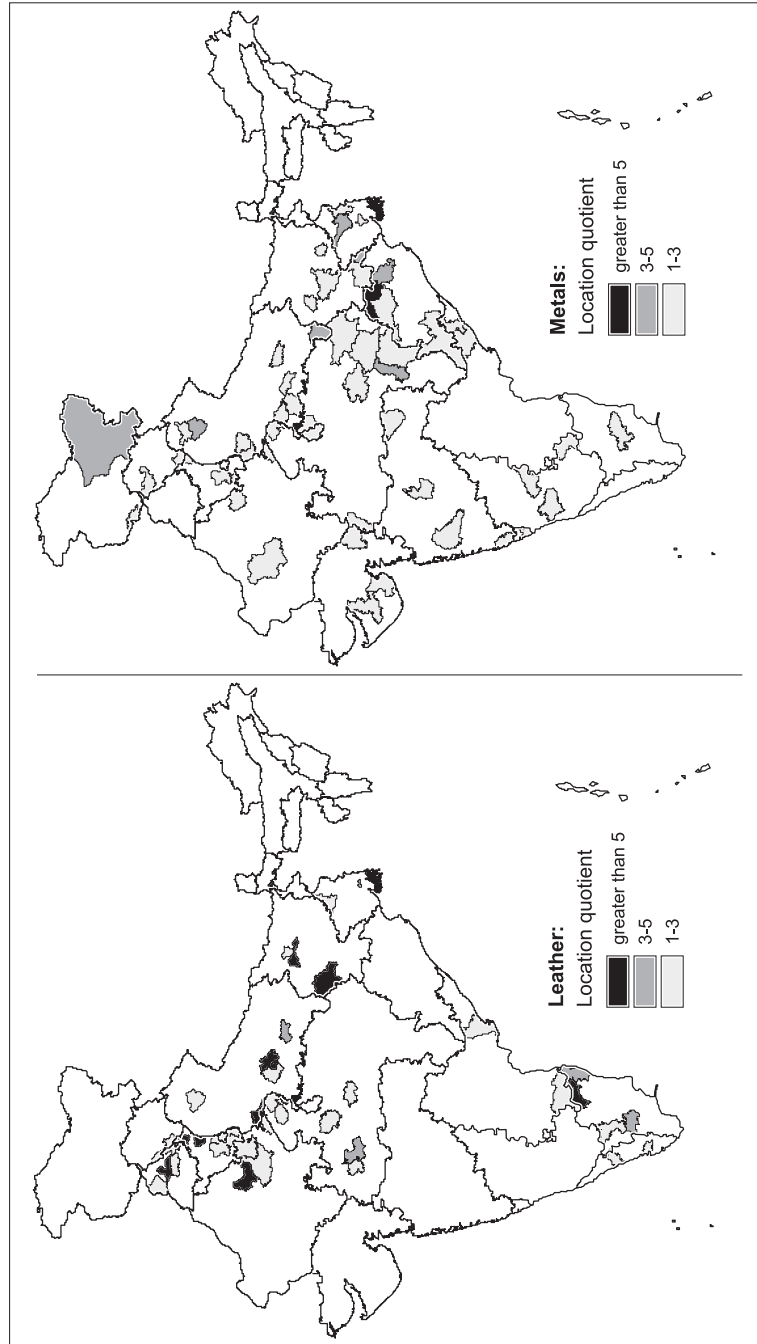 Metals:
Location quotient
greater than 5
3-5
1-3
Leather:
Location quotient
greater than 5
3-5
1-3